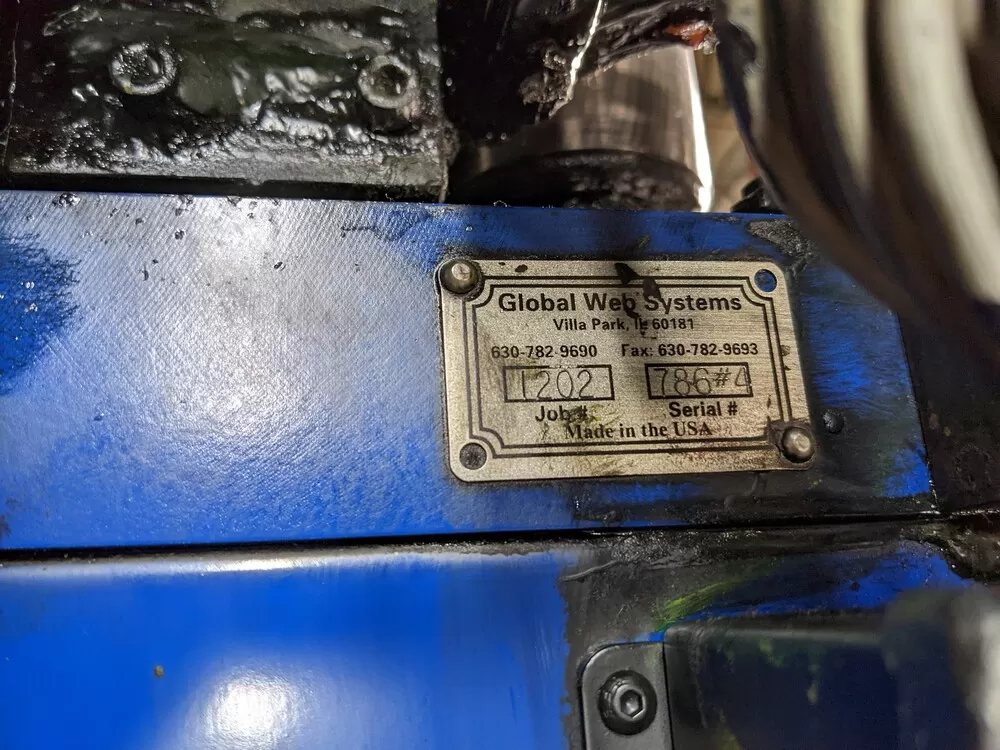 Global Web Systems
Villa Park, IL 60181
630-782-9690 Fax: 630-782-9693
1202 786#4
Job # Serial #
Made in the USA